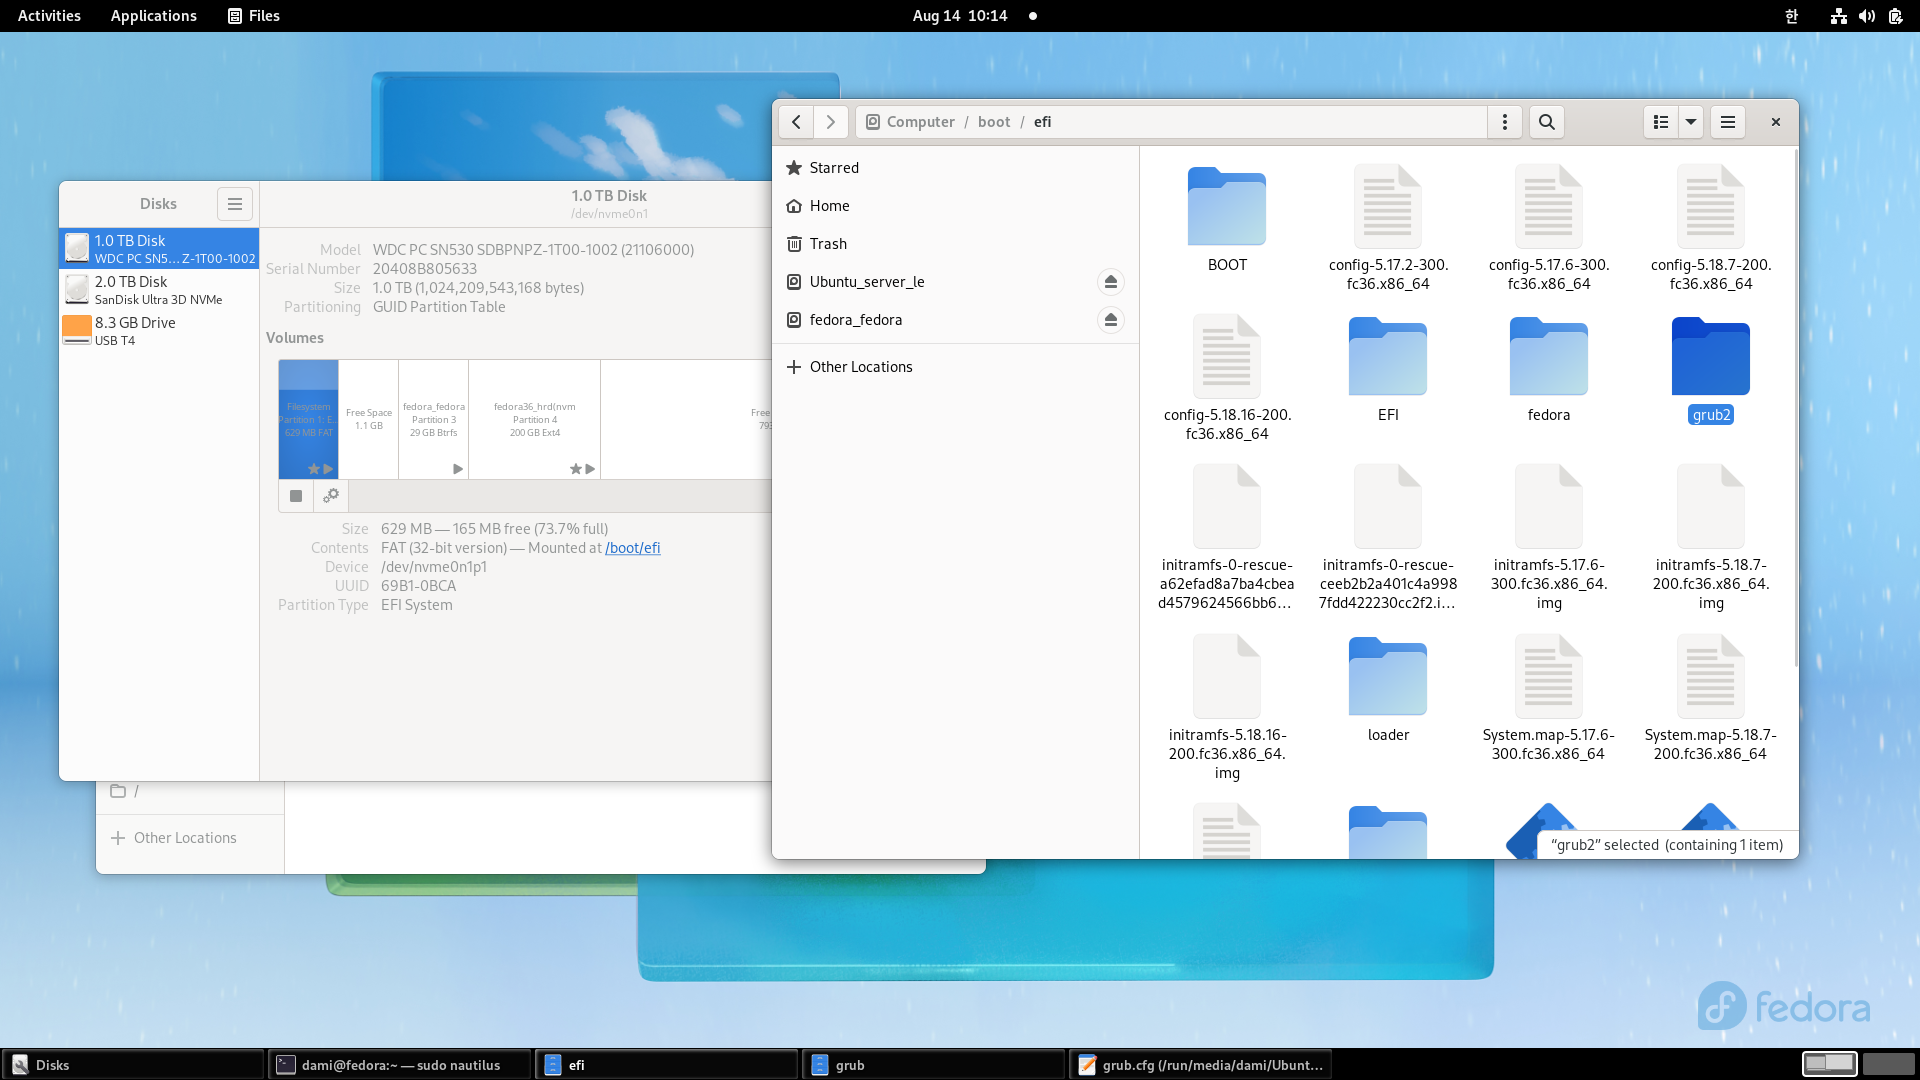 Activities
Applications
Files
Aug 14 10:14
한
Disks
1.0 TB Disk
WDC PC SN5... Z-1T00-1002
2.0 TB Disk
SanDisk Ultra 3D NVMe
8.3 GB Drive
USB T4
1.0 TB Disk
/dev/nvme0n1
Model WDC PC SN530 SDBPNPZ-1T00-1002 (21106000)
Serial Number 20408B805633
Size 1.0 TB (1,024,209,543,168 bytes)
Partitioning GUID Partition Table
Volumes
Filesystem
Partition 1: E...
629 MB FAT
Free Space
1.1 GB
fedora_fedora
Partition 3
29 GB Btrfs
fedora36_hrd(nvm
Partition 4
200 GB Ext4
Free
793
Size 629 MB — 165 MB free (73.7% full)
Contents FAT (32-bit version) — Mounted at /boot/efi
Device /dev/nvme0n1p1
UUID 69B1-0BCA
Partition Type EFI System
/
Other Locations
Computer / boot / efi
Starred
Home
Trash
Ubuntu_server_le
fedora_fedora
Other Locations
BOOT
config-5.17.2-300.
fc36.x86_64
config-5.17.6-300.
fc36.x86_64
config-5.18.7-200.
fc36.x86_64
config-5.18.16-200.
fc36.x86_64
EFI
fedora
grub2
initramfs-0-rescue-
a62efad8a7ba4cbea
d4579624566bb6...
initramfs-0-rescue-
ceeb2b2a401c4a998
7fdd422230cc2f2.i...
initramfs-5.17.6-
300.fc36.x86_64.
img
initramfs-5.18.7-
200.fc36.x86_64.
img
initramfs-5.18.16-
200.fc36.x86_64.
img
loader
System.map-5.17.6-
300.fc36.x86_64
System.map-5.18.7-
200.fc36.x86_64
“grub2” selected (containing 1 item)
fedora
Disks
dami@fedora:~ — sudo nautilus
efi
grub
grub.cfg (/run/media/dami/Ubunt...